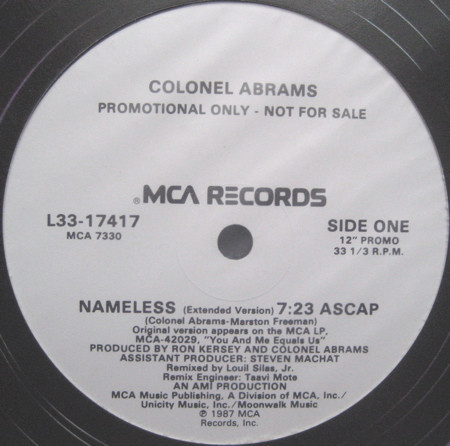 COLONEL ABRAMS
PROMOTIONAL ONLY - NOT FOR SALE
®MCA RECORDS
L33-17417
MCA 7330
SIDE ONE
12" PROMO
33 1/3 R.P.M.
NAMELESS (Extended Version) 7:23 ASCAP
(Colonel Abrams-Marston Freeman)
Original version appears on the MCA LP,
MCA-42029, "You And Me Equals Us"
PRODUCED BY RON KERSEY AND COLONEL ABRAMS
ASSISTANT PRODUCER: STEVEN MACHAT
Remixed by Louil Silas, Jr.
Remix Engineer: Taavi Mote
AN AMI PRODUCTION
MCA Music Publishing, A Division of MCA, Inc./
Unicity Music, Inc./Moonwalk Music
℗ 1987 MCA
Records, Inc.